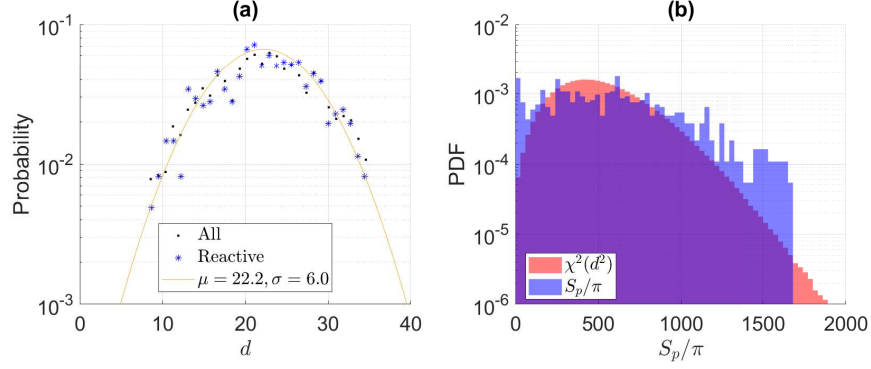 (a)
10⁻¹
10⁻²
10⁻³
Probability
0
10
20
30
40
d
All
Reactive
μ = 22.2, σ = 6.0
(b)
10⁻²
10⁻³
10⁻⁴
10⁻⁵
10⁻⁶
PDF
0
500
1000
1500
2000
S_p/π
χ²(d²)
S_p/π